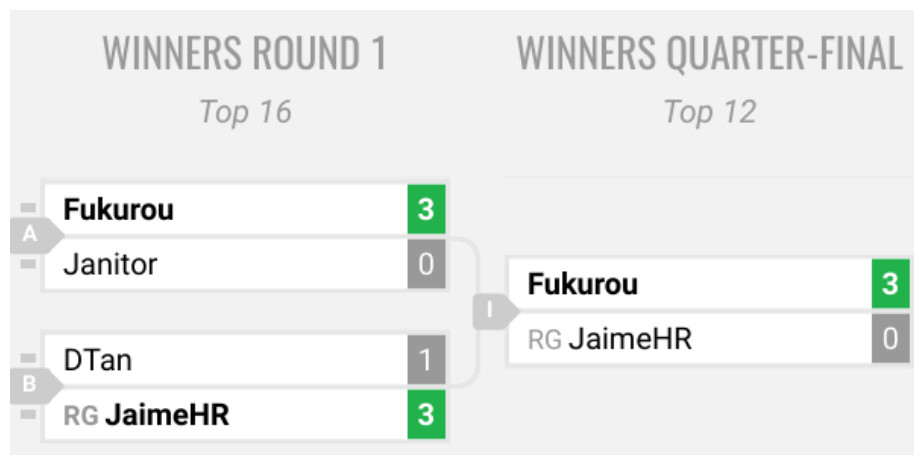 WINNERS ROUND 1
Top 16
A
Fukurou 3
Janitor 0
B
DTan 1
RG JaimeHR 3
WINNERS QUARTER-FINAL
Top 12
I
Fukurou 3
RG JaimeHR 0